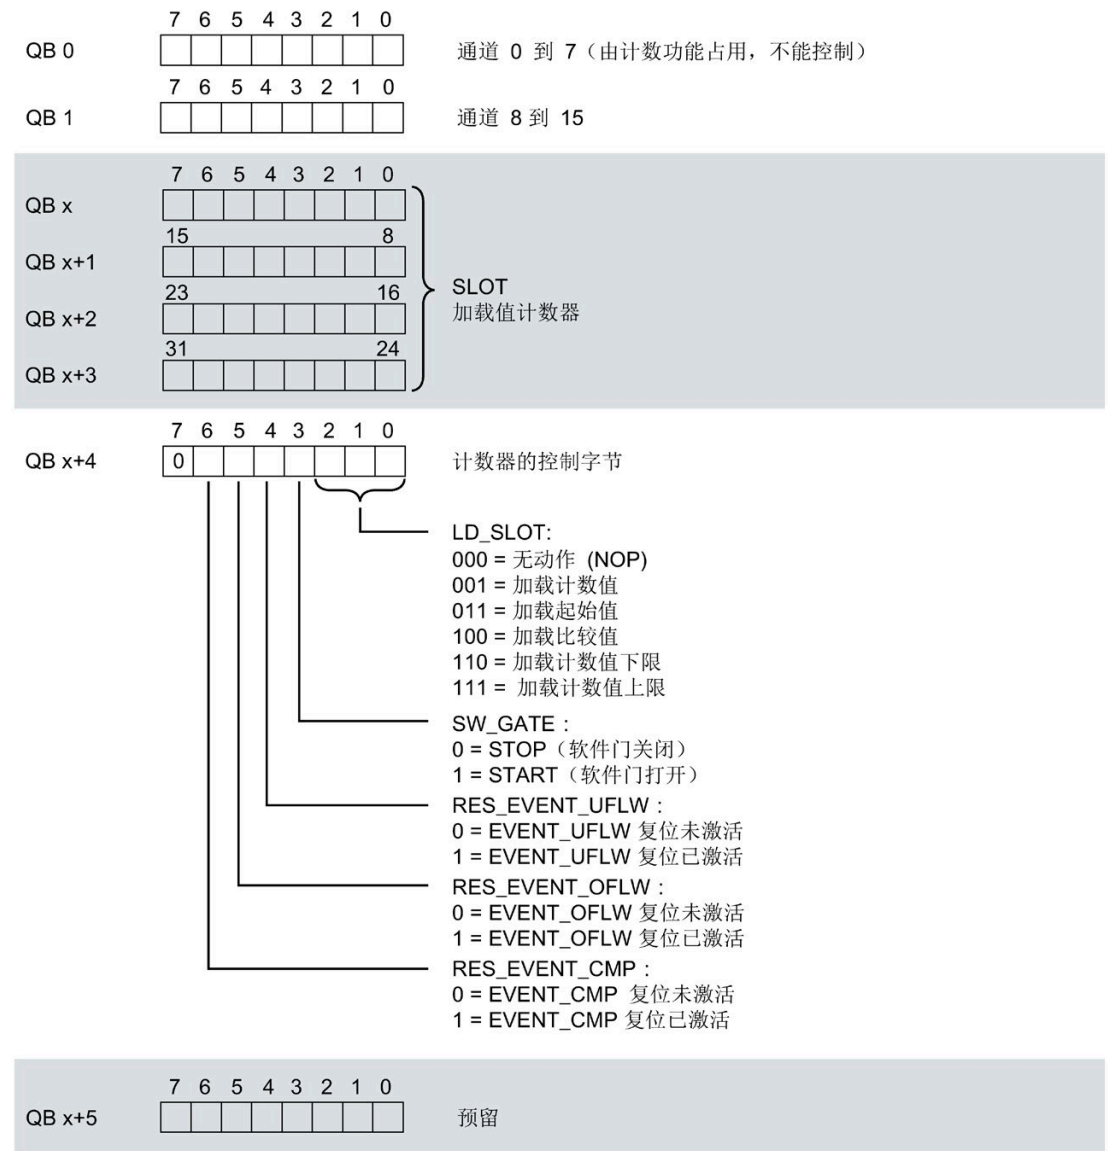 7 6 5 4 3 2 1 0
QB 0 通道 0 到 7（由计数功能占用，不能控制）
7 6 5 4 3 2 1 0
QB 1 通道 8 到 15
7 6 5 4 3 2 1 0
QB x
15 8
QB x+1
23 16
QB x+2
31 24
QB x+3
SLOT
加载值计数器
7 6 5 4 3 2 1 0
QB x+4 0 计数器的控制字节
LD_SLOT:
000 = 无动作 (NOP)
001 = 加载计数值
011 = 加载起始值
100 = 加载比较值
110 = 加载计数值下限
111 = 加载计数值上限
SW_GATE :
0 = STOP（软件门关闭）
1 = START（软件门打开）
RES_EVENT_UFLW :
0 = EVENT_UFLW 复位未激活
1 = EVENT_UFLW 复位已激活
RES_EVENT_OFLW :
0 = EVENT_OFLW 复位未激活
1 = EVENT_OFLW 复位已激活
RES_EVENT_CMP :
0 = EVENT_CMP 复位未激活
1 = EVENT_CMP 复位已激活
7 6 5 4 3 2 1 0
QB x+5 预留